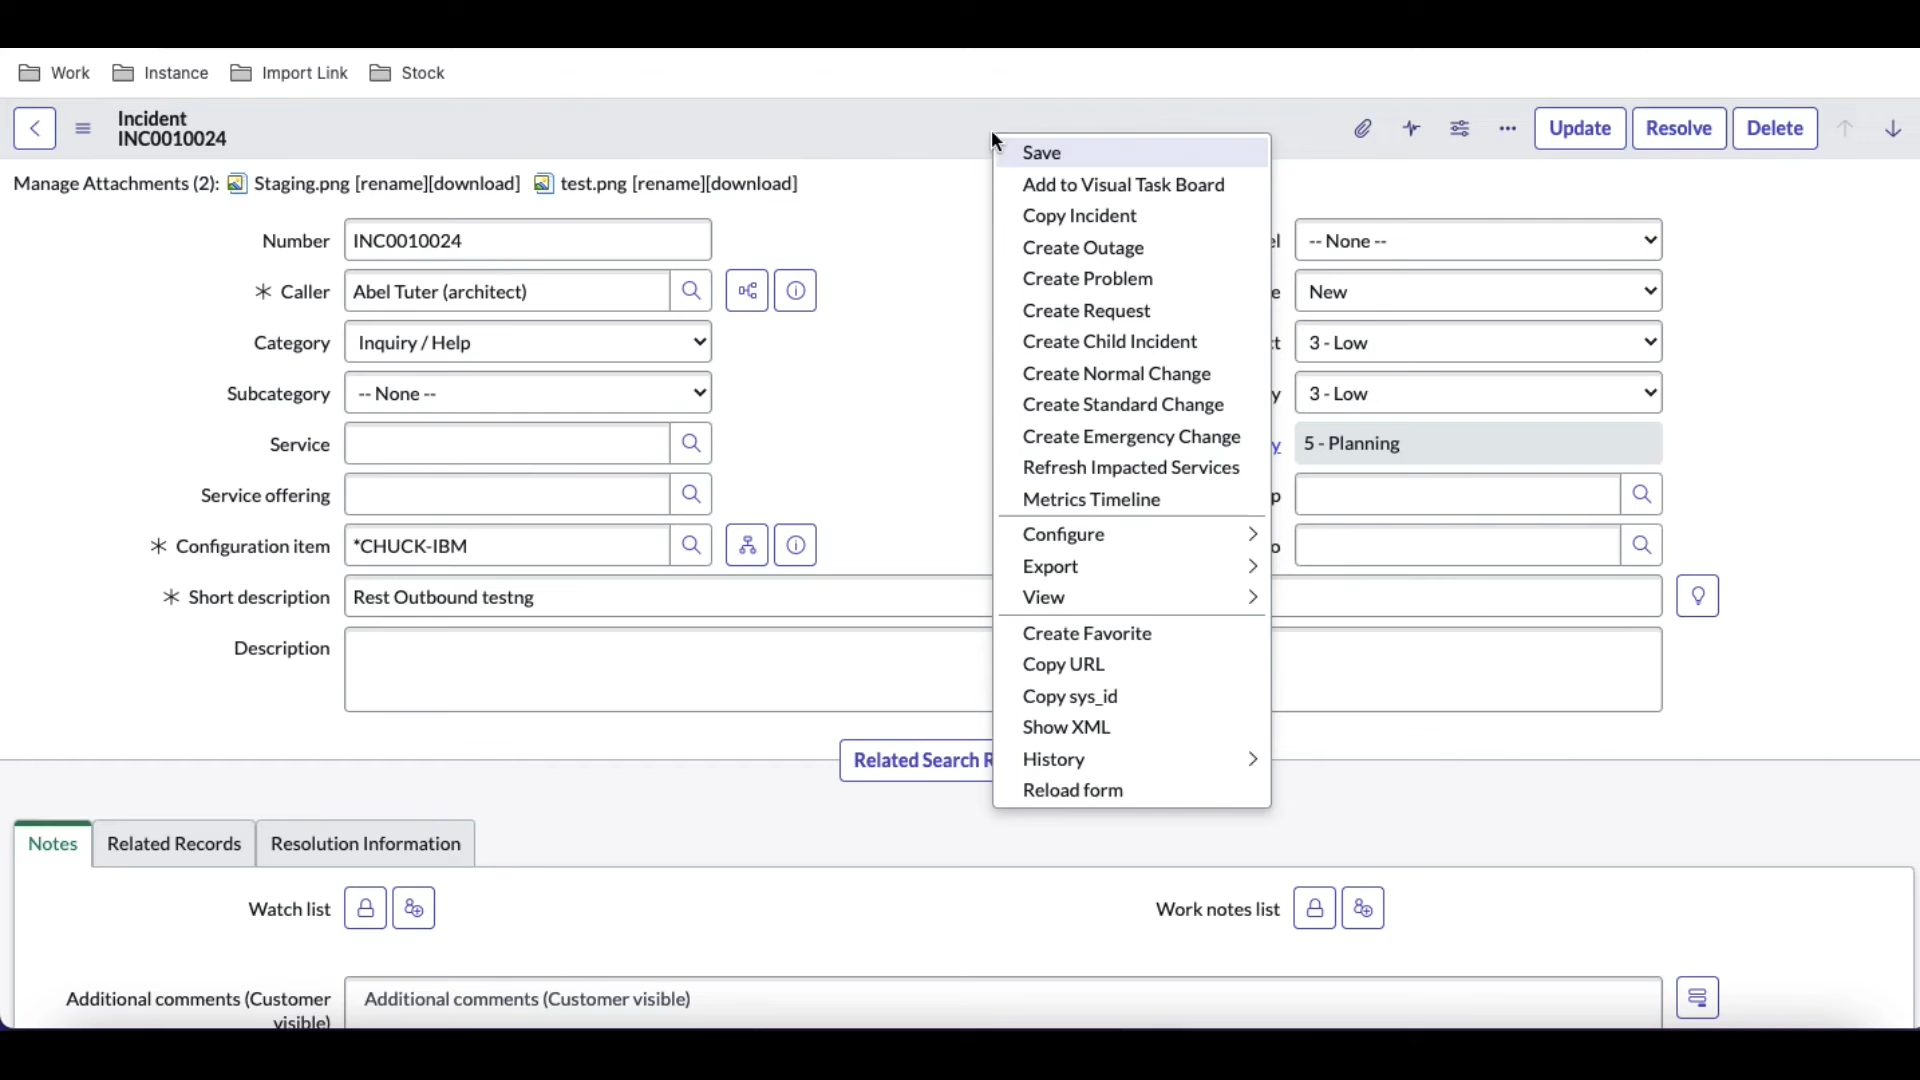 Work Instance Import Link Stock
Incident
INC0010024
Update Resolve Delete
Manage Attachments (2): Staging.png [rename][download] test.png [rename][download]
Number INC0010024
Caller Abel Tuter (architect)
Category Inquiry / Help
Subcategory -- None --
Service
Service offering
Configuration item *CHUCK-IBM
Short description Rest Outbound testng
Description
Save
Add to Visual Task Board
Copy Incident
Create Outage
Create Problem
Create Request
Create Child Incident
Create Normal Change
Create Standard Change
Create Emergency Change
Refresh Impacted Services
Metrics Timeline
Configure
Export
View
Create Favorite
Copy URL
Copy sys_id
Show XML
History
Reload form
el -- None --
e New
ct 3 - Low
y 3 - Low
y 5 - Planning
p
o
Related Search R
Notes Related Records Resolution Information
Watch list
Work notes list
Additional comments (Customer
visible)
Additional comments (Customer visible)